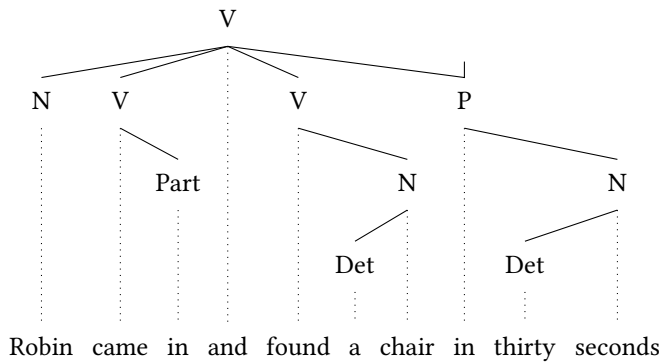 V
N V V P
Part N N
Det Det
Robin came in and found a chair in thirty seconds